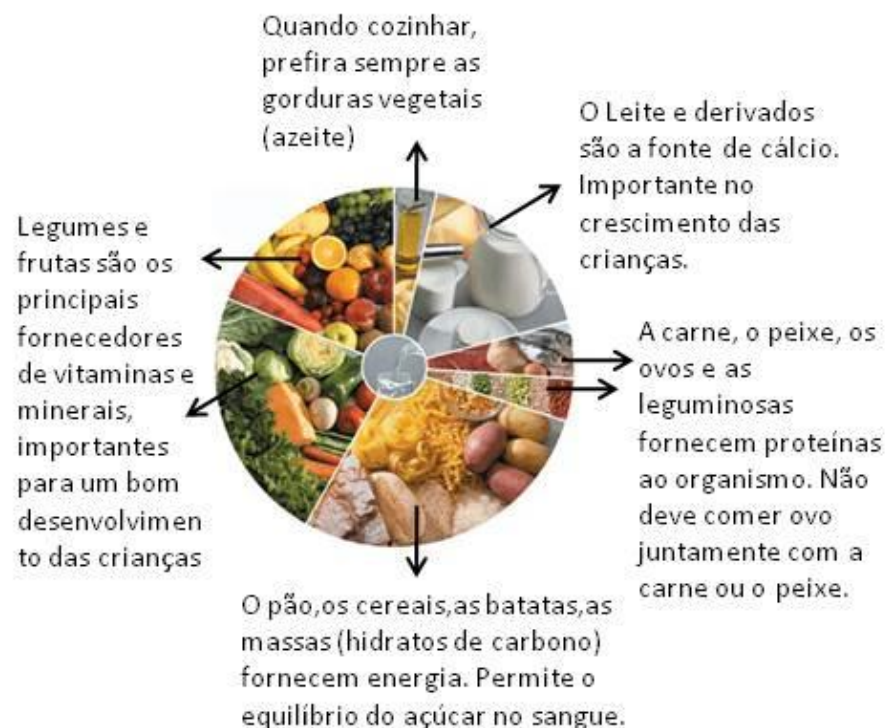 Quando cozinhar,
prefira sempre as
gorduras vegetais
(azeite)
O Leite e derivados
são a fonte de cálcio.
Importante no
crescimento das
crianças.
Legumes e
frutas são os
principais
fornecedores
de vitaminas e
minerais,
importantes
para um bom
desenvolvimen
to das crianças
A carne, o peixe, os
ovos e as
leguminosas
fornecem proteínas
ao organismo. Não
deve comer ovo
juntamente com a
carne ou o peixe.
O pão,os cereais,as batatas,as
massas (hidratos de carbono)
fornecem energia. Permite o
equilíbrio do açúcar no sangue.